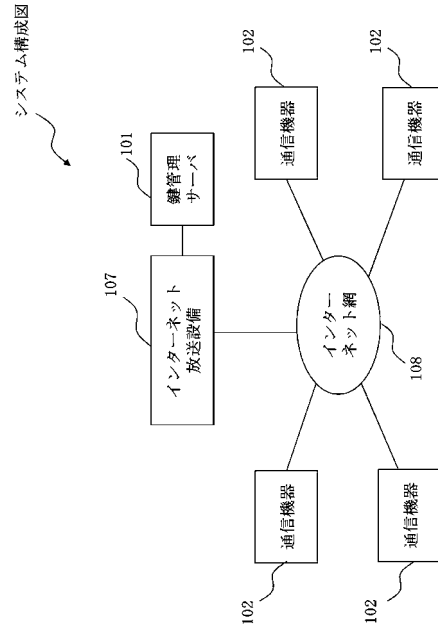 システム構成図
107
インターネット
放送設備
101
鍵管理
サーバ
102
通信機器
102
通信機器
インター
ネット網
108
102
通信機器
102
通信機器